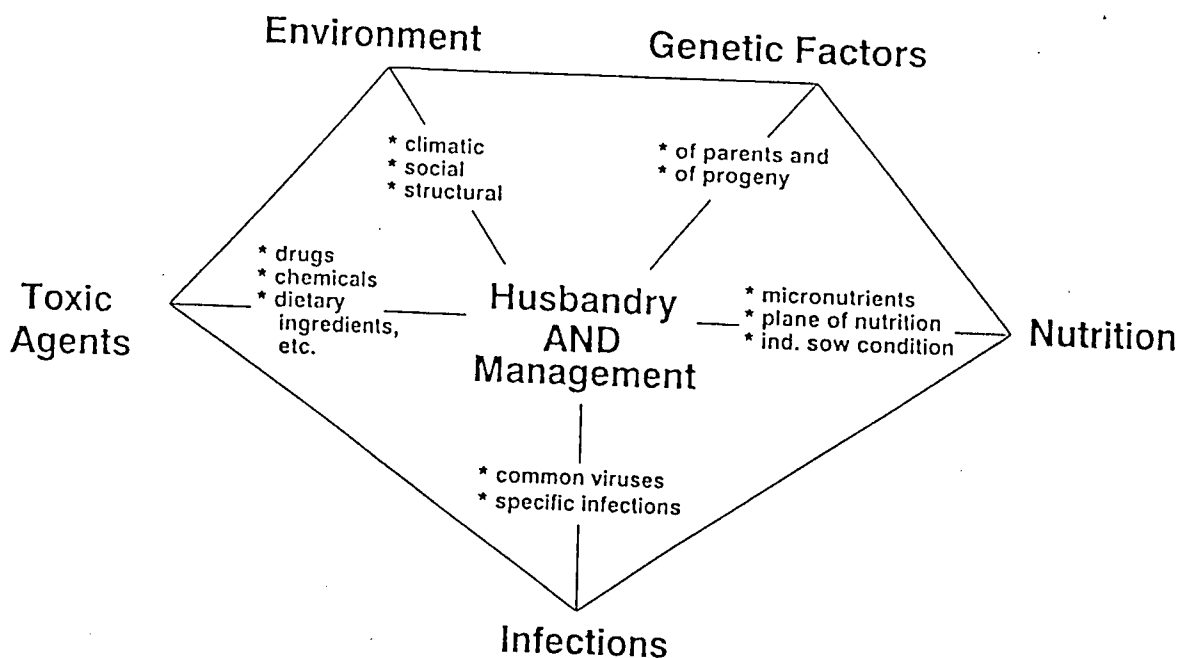 Environment
Genetic Factors
* climatic
* social
* structural
* of parents and
* of progeny
* drugs
* chemicals
* dietary
ingredients,
etc.
Toxic
Agents
Husbandry
AND
Management
* micronutrients
* plane of nutrition
* ind. sow condition
Nutrition
* common viruses
* specific infections
Infections